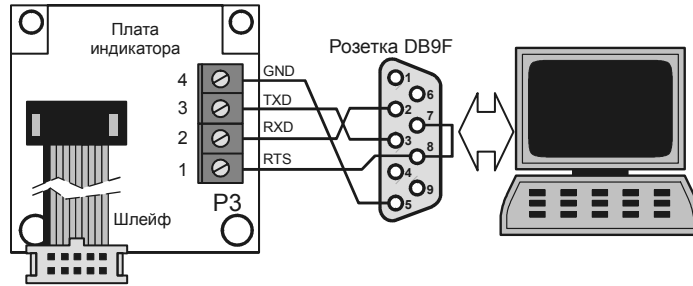 Плата
индикатора
Розетка DB9F
4 GND
3 TXD
2 RXD
1 RTS
P3
Шлейф
1
6
2
7
3
8
4
9
5